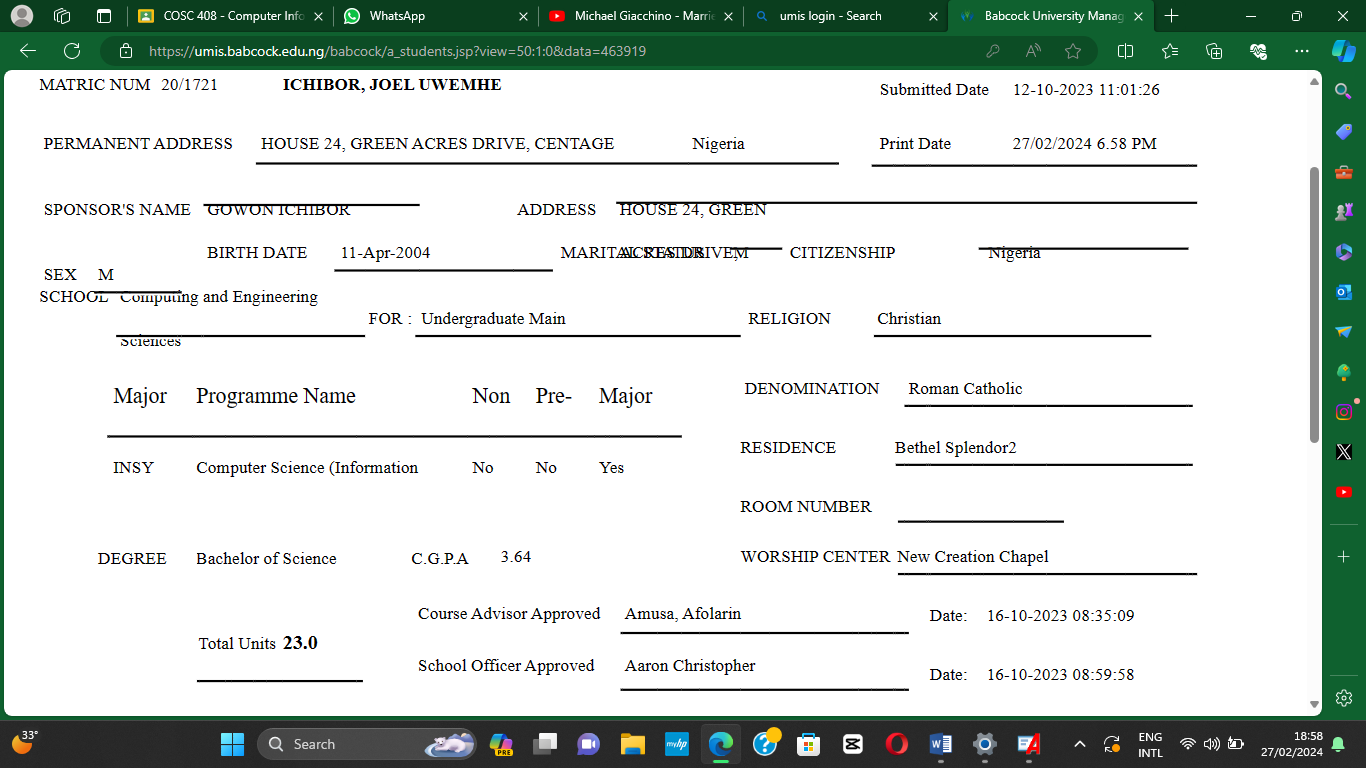 COSC 408 - Computer Info
WhatsApp
Michael Giacchino - Marrie
umis login - Search
Babcock University Manag
https://umis.babcock.edu.ng/babcock/a_students.jsp?view=50:1:0&data=463919
MATRIC NUM 20/1721 ICHIBOR, JOEL UWEMHE
Submitted Date 12-10-2023 11:01:26
PERMANENT ADDRESS HOUSE 24, GREEN ACRES DRIVE, CENTAGE Nigeria
Print Date 27/02/2024 6.58 PM
SPONSOR'S NAME GOWON ICHIBOR ADDRESS HOUSE 24, GREEN
BIRTH DATE 11-Apr-2004 MARITAL STATUS ACRES DRIVE, M CITIZENSHIP Nigeria
SEX M
SCHOOL Computing and Engineering
FOR : Undergraduate Main RELIGION Christian
Sciences
Major Programme Name Non Pre- Major
DENOMINATION Roman Catholic
RESIDENCE Bethel Splendor2
INSY Computer Science (Information No No Yes
ROOM NUMBER
DEGREE Bachelor of Science C.G.P.A 3.64
WORSHIP CENTER New Creation Chapel
Course Advisor Approved Amusa, Afolarin Date: 16-10-2023 08:35:09
Total Units 23.0
School Officer Approved Aaron Christopher Date: 16-10-2023 08:59:58
33°
Search
PRE
myhp
ENG
INTL
18:58
27/02/2024